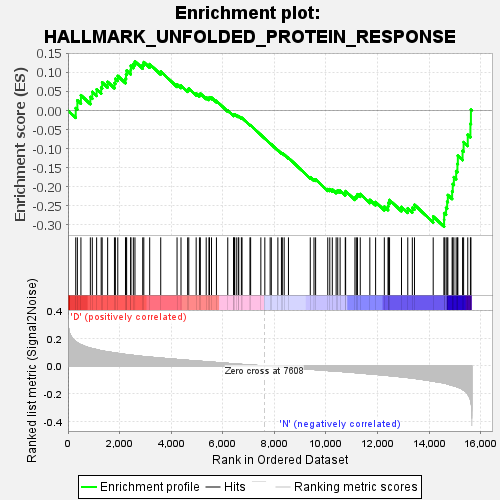 Enrichment plot:
HALLMARK_UNFOLDED_PROTEIN_RESPONSE
Enrichment score (ES)
0.15
0.10
0.05
0.00
-0.05
-0.10
-0.15
-0.20
-0.25
-0.30
'D' (positively correlated)
Ranked list metric (Signal2Noise)
0.4
0.2
0.0
-0.2
-0.4
Zero cross at 7608
'N' (negatively correlated)
0
2,000
4,000
6,000
8,000
10,000
12,000
14,000
16,000
Rank in Ordered Dataset
Enrichment profile
Hits
Ranking metric scores